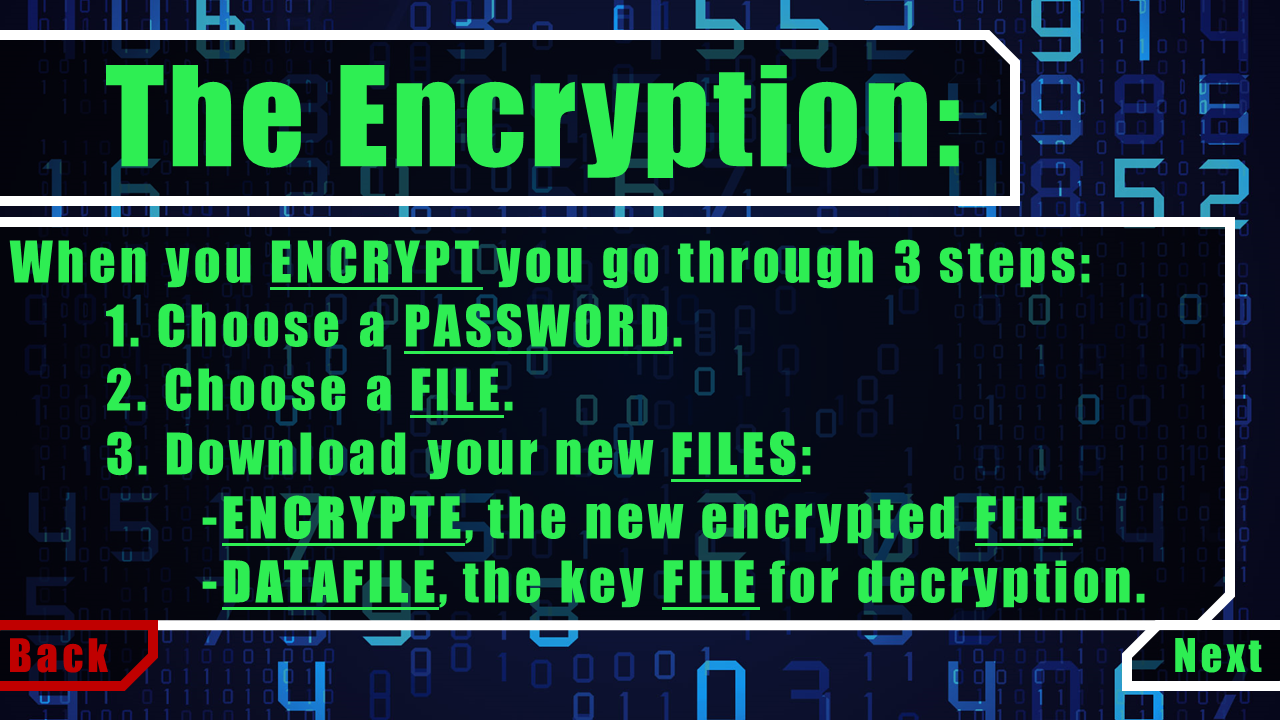 The Encryption:
When you ENCRYPT you go through 3 steps:
1. Choose a PASSWORD.
2. Choose a FILE.
3. Download your new FILES:
-ENCRYPTE, the new encrypted FILE.
-DATAFILE, the key FILE for decryption.
Back
Next